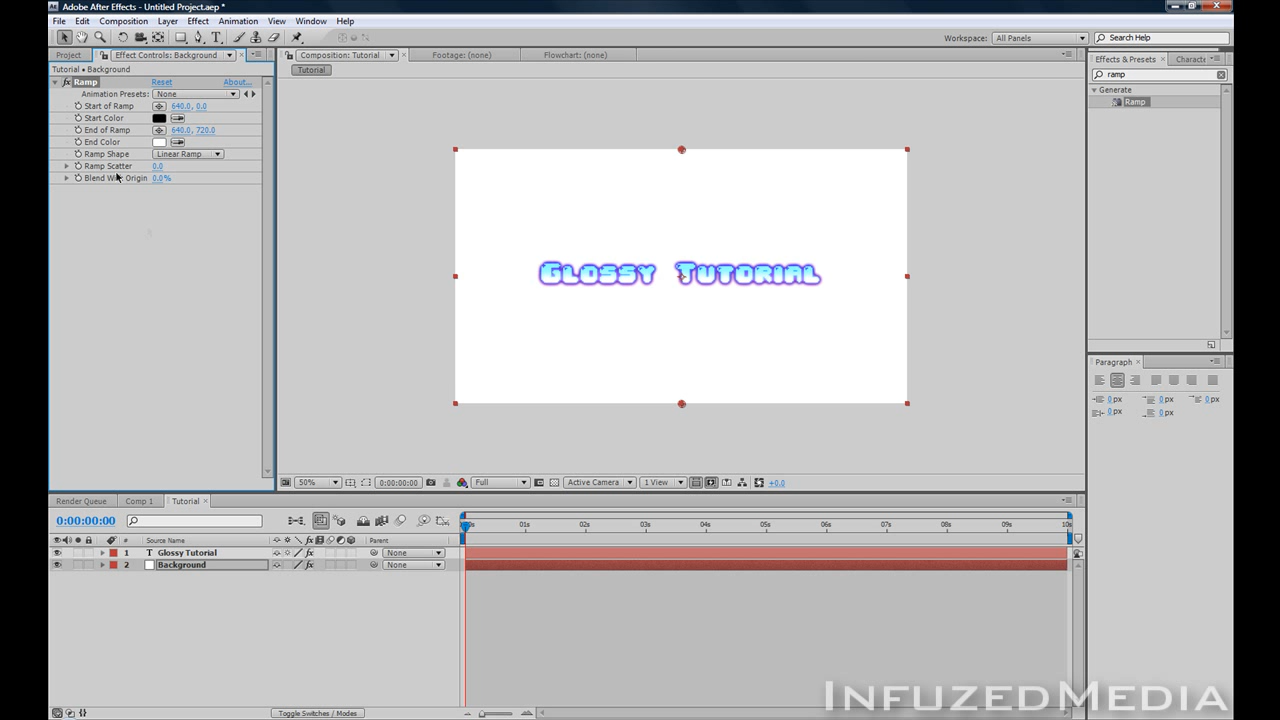 Adobe After Effects - Untitled Project.aep *
File Edit Composition Layer Effect Animation View Window Help
Workspace: All Panels Search Help
Project Effect Controls: Background Composition: Tutorial Footage: (none) Flowchart: (none) Effects & Presets Characte
Tutorial • Background
Tutorial
ramp
fx Ramp Reset About...
Generate
Animation Presets: None
Ramp
Start of Ramp 640.0, 0.0
Start Color
End of Ramp 640.0, 720.0
End Color
Ramp Shape Linear Ramp
Ramp Scatter 0.0
Blend With Origin 0.0%
Glossy Tutorial
Paragraph
0 px 0 px 0 px
0 px 0 px
50% 0:00:00:00 Full Active Camera 1 View +0.0
Render Queue Comp 1 Tutorial
0:00:00:00
01s 02s 03s 04s 05s 06s 07s 08s 09s 10s
# Source Name Parent
1 T Glossy Tutorial fx None
2 Background fx None
Toggle Switches / Modes
InfuzedMedia